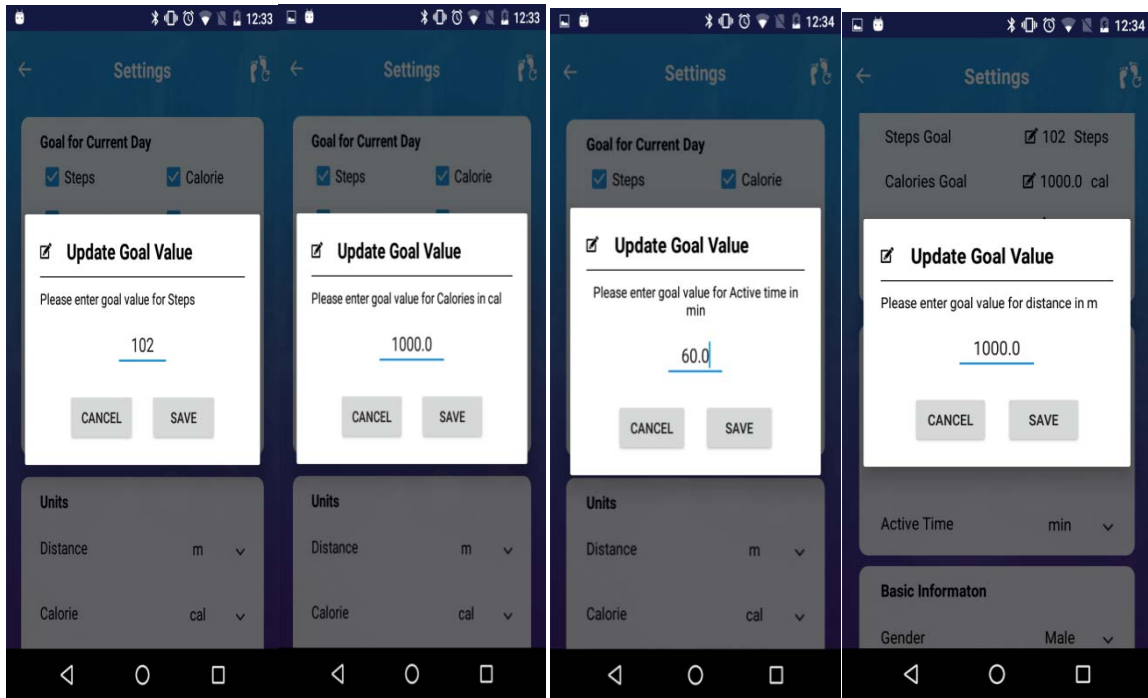 12:33
Settings
Goal for Current Day
Steps Calorie
Update Goal Value
Please enter goal value for Steps
102
CANCEL SAVE
Units
Distance m
Calorie cal
12:33
Settings
Goal for Current Day
Steps Calorie
Update Goal Value
Please enter goal value for Calories in cal
1000.0
CANCEL SAVE
Units
Distance m
Calorie cal
12:34
Settings
Goal for Current Day
Steps Calorie
Update Goal Value
Please enter goal value for Active time in
min
60.0
CANCEL SAVE
Units
Distance m
Calorie cal
12:34
Settings
Steps Goal 102 Steps
Calories Goal 1000.0 cal
Update Goal Value
Please enter goal value for distance in m
1000.0
CANCEL SAVE
Active Time min
Basic Informaton
Gender Male